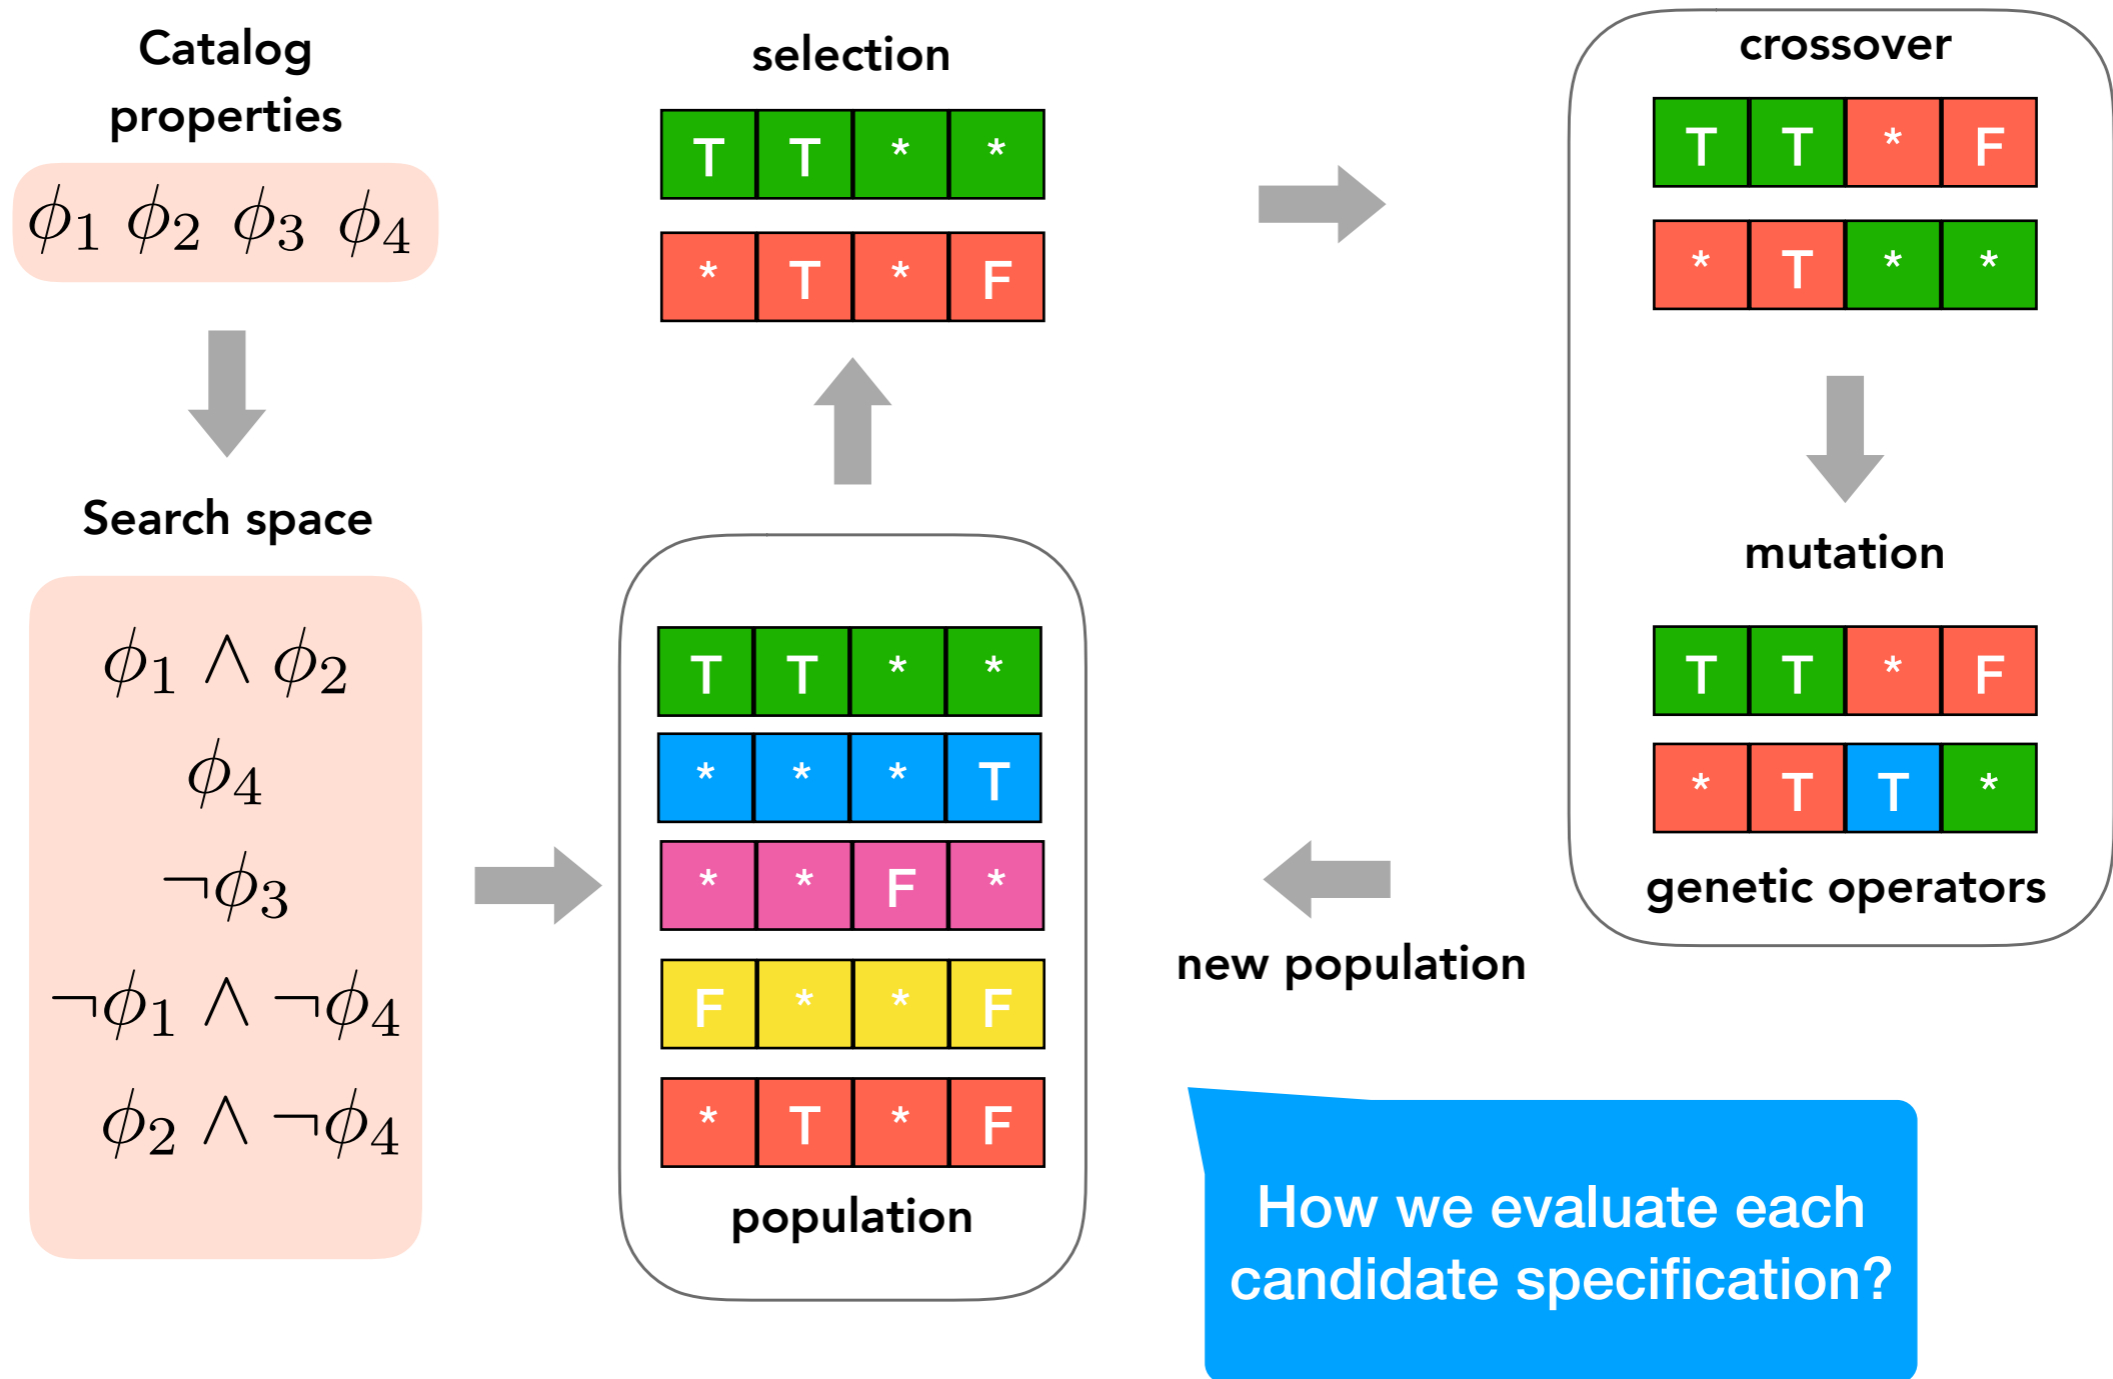 Catalog
properties
ϕ1 ϕ2 ϕ3 ϕ4
Search space
ϕ1 ∧ ϕ2
ϕ4
¬ϕ3
¬ϕ1 ∧ ¬ϕ4
ϕ2 ∧ ¬ϕ4
selection
T T * *
* T * F
T T * *
* * * T
* * F *
F * * F
* T * F
population
crossover
T T * F
* T * *
mutation
T T * F
* T T *
genetic operators
new population
How we evaluate each
candidate specification?